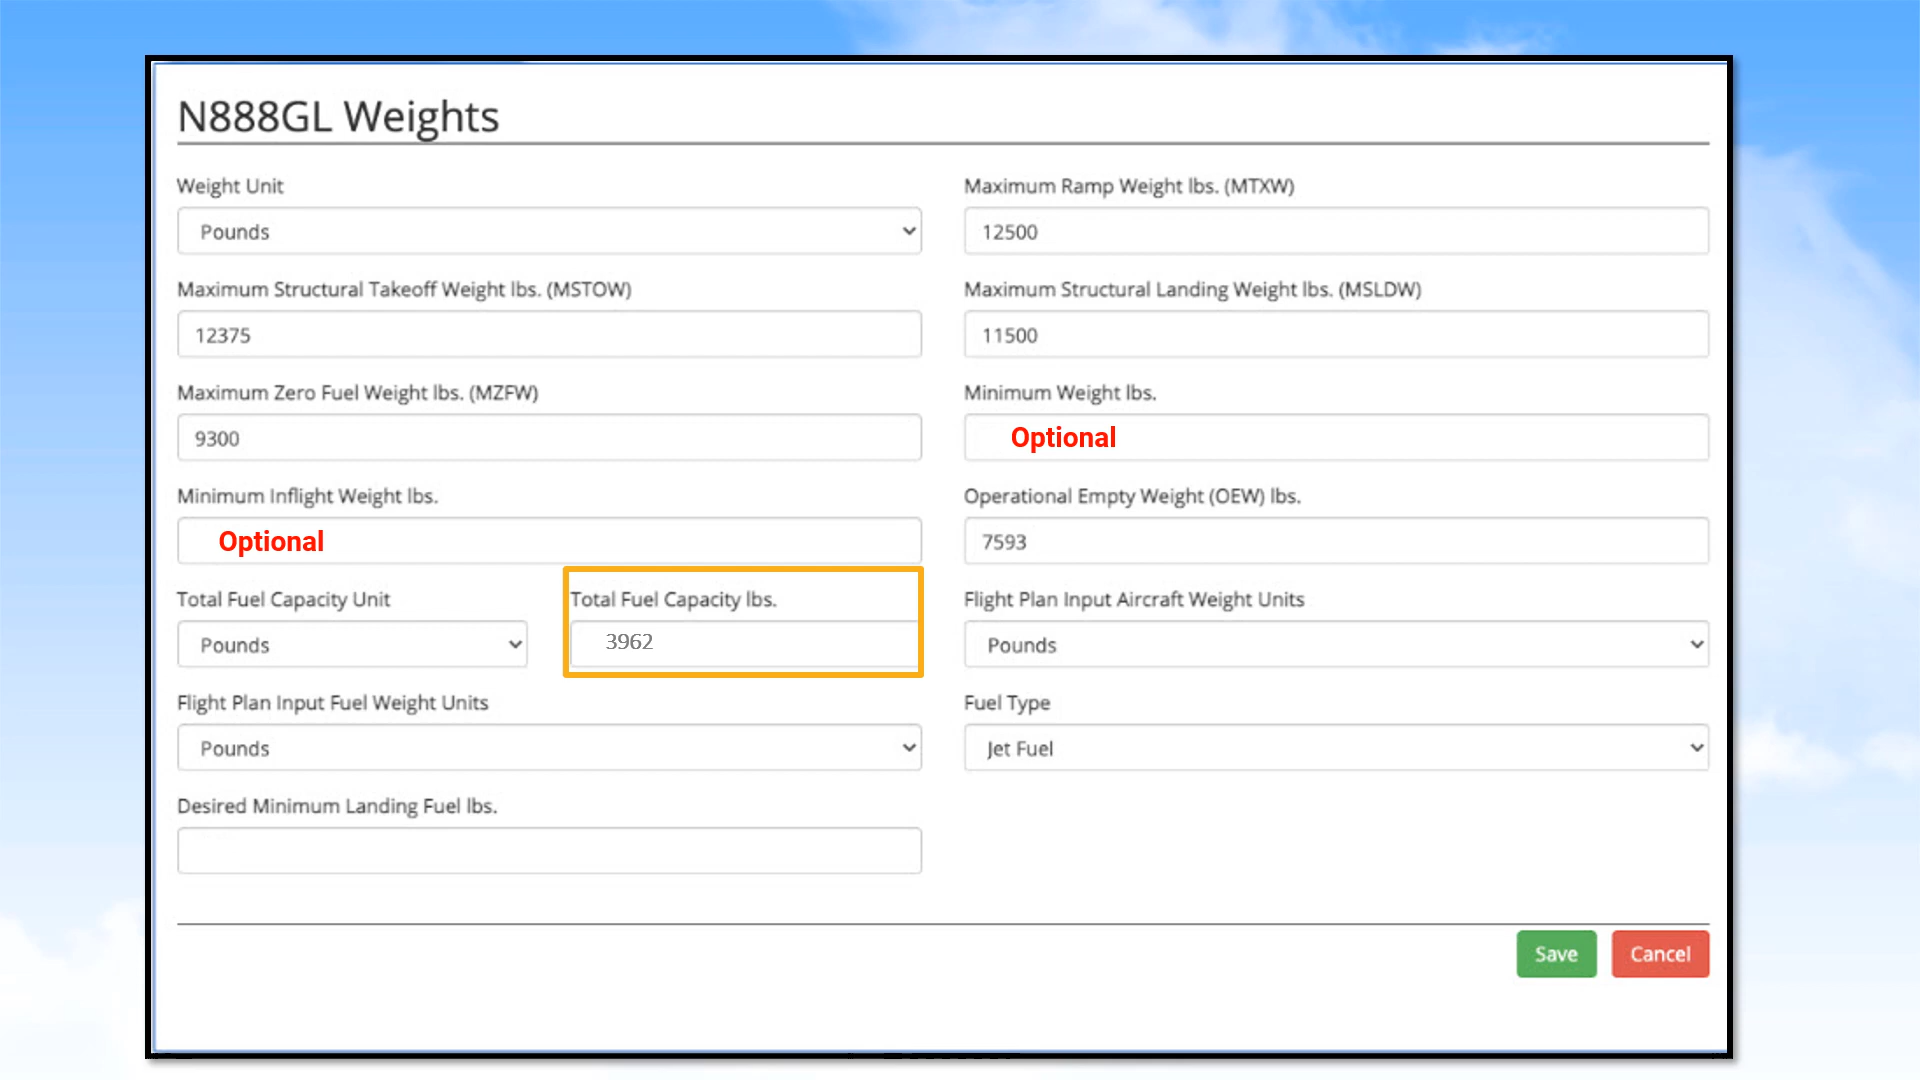 N888GL Weights
Weight Unit
Pounds
Maximum Ramp Weight lbs. (MTXW)
12500
Maximum Structural Takeoff Weight lbs. (MSTOW)
12375
Maximum Structural Landing Weight lbs. (MSLDW)
11500
Maximum Zero Fuel Weight lbs. (MZFW)
9300
Minimum Weight lbs.
Optional
Minimum Inflight Weight lbs.
Optional
Operational Empty Weight (OEW) lbs.
7593
Total Fuel Capacity Unit
Pounds
Total Fuel Capacity lbs.
3962
Flight Plan Input Aircraft Weight Units
Pounds
Flight Plan Input Fuel Weight Units
Pounds
Fuel Type
Jet Fuel
Desired Minimum Landing Fuel lbs.
Save
Cancel